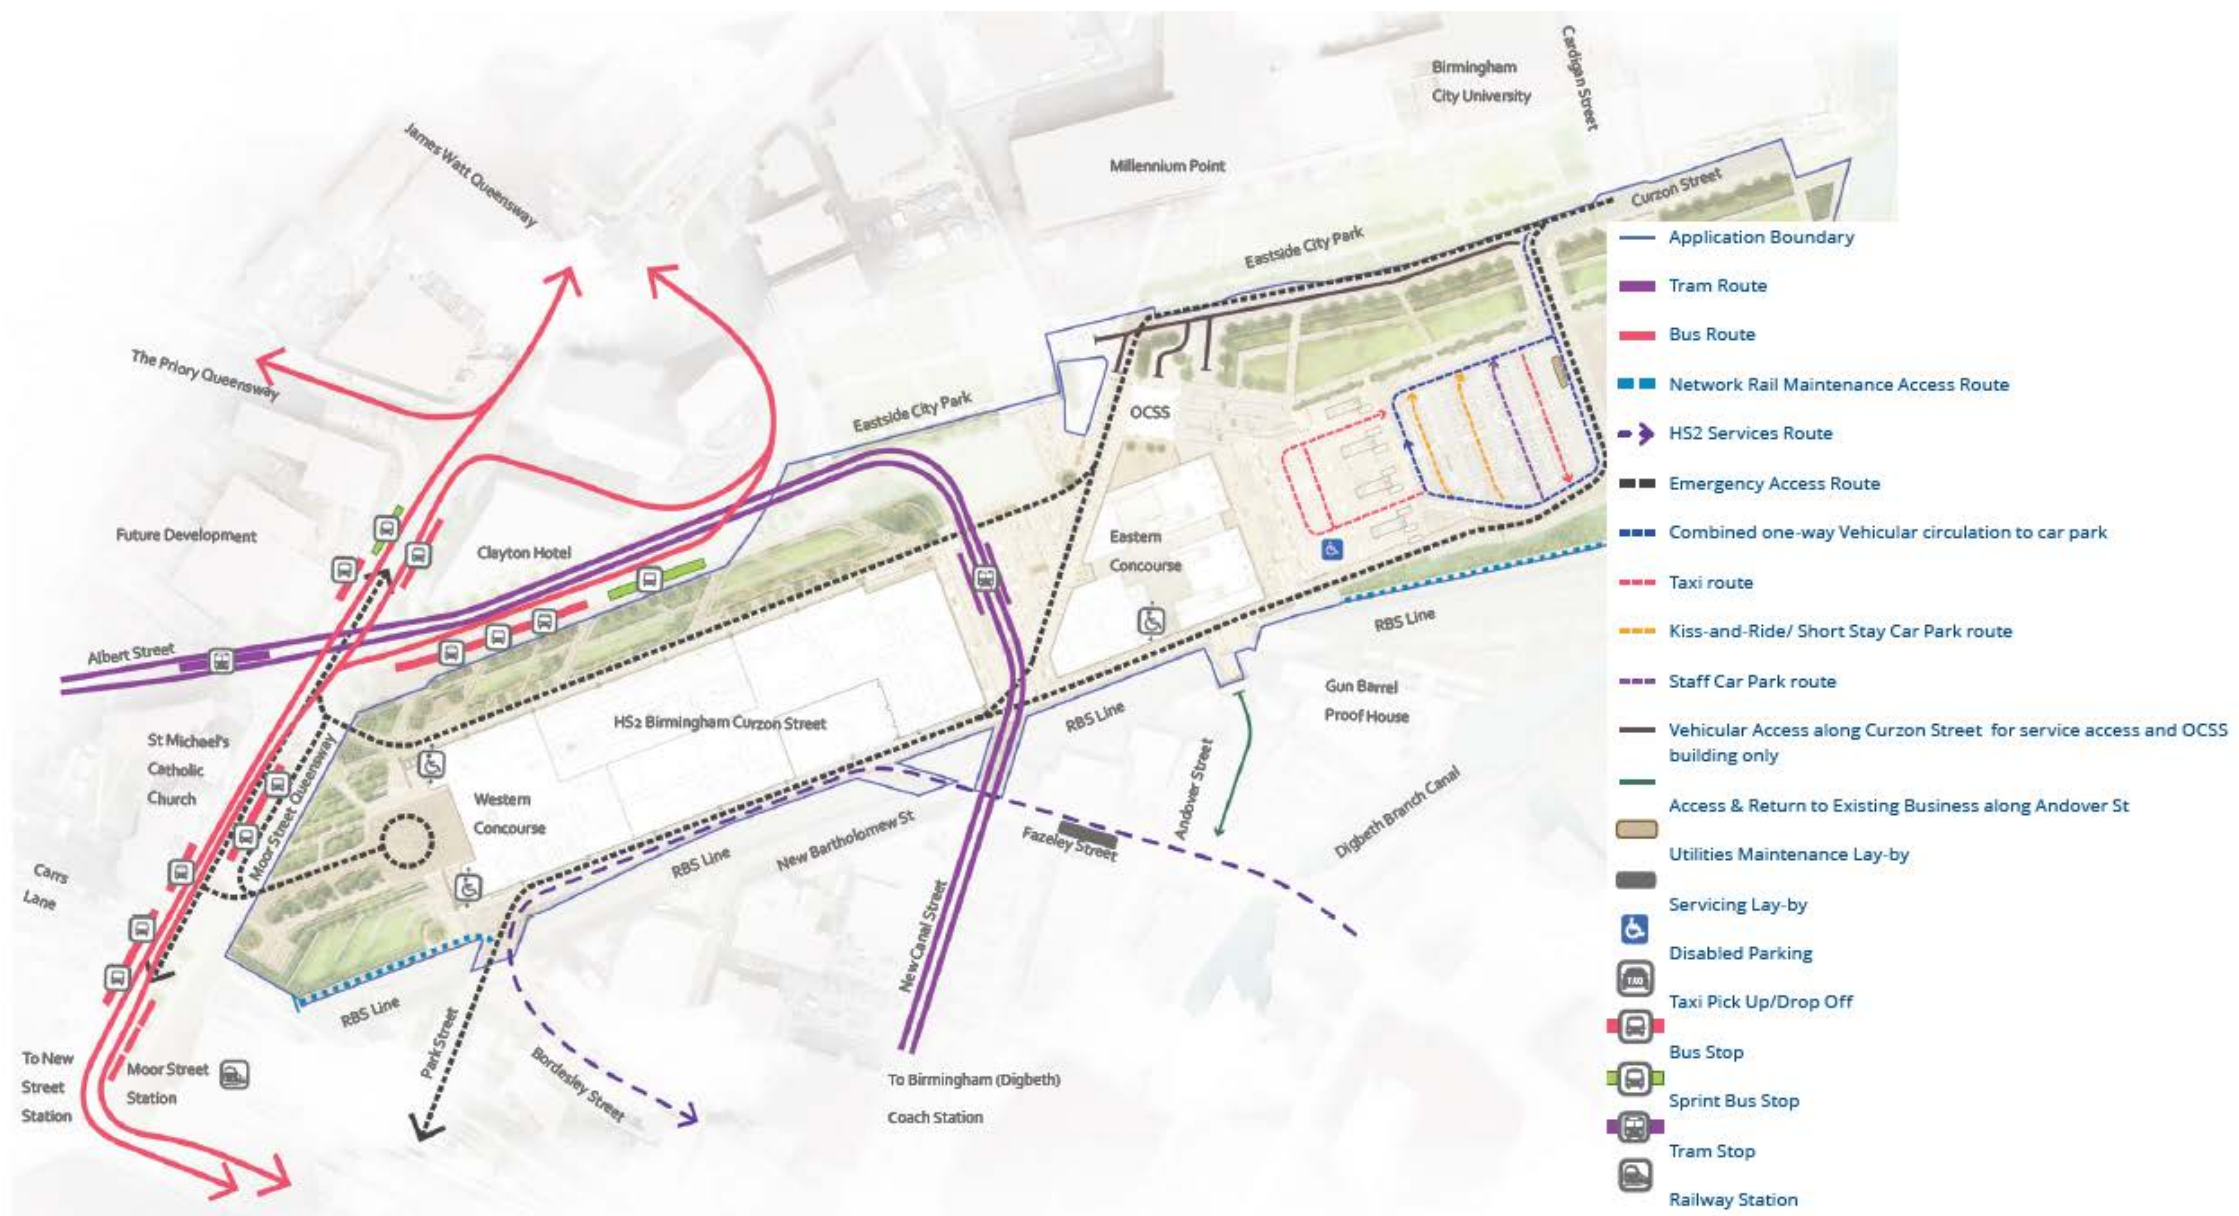 Cardigan Street
Birmingham
City University
James Watt Queensway
Millennium Point
Curzon Street
Eastside City Park
The Priory Queensway
Eastside City Park
OCSS
Future Development
Clayton Hotel
Eastern
Concourse
Albert Street
RBS Line
Gun Barrel
Proof House
HS2 Birmingham Curzon Street
RBS Line
St Michael's
Catholic
Church
Moor Street Queensway
Western
Concourse
Andover Street
Digbeth Branch Canal
New Bartholomew St
Fazeley Street
RBS Line
Carrs
Lane
New Canal Street
RBS Line
Park Street
Bordesley Street
To New
Street
Station
Moor Street
Station
To Birmingham (Digbeth)
Coach Station
Application Boundary
Tram Route
Bus Route
Network Rail Maintenance Access Route
HS2 Services Route
Emergency Access Route
Combined one-way Vehicular circulation to car park
Taxi route
Kiss-and-Ride/ Short Stay Car Park route
Staff Car Park route
Vehicular Access along Curzon Street for service access and OCSS
building only
Access & Return to Existing Business along Andover St
Utilities Maintenance Lay-by
Servicing Lay-by
Disabled Parking
TAXI
Taxi Pick Up/Drop Off
Bus Stop
Sprint Bus Stop
Tram Stop
Railway Station